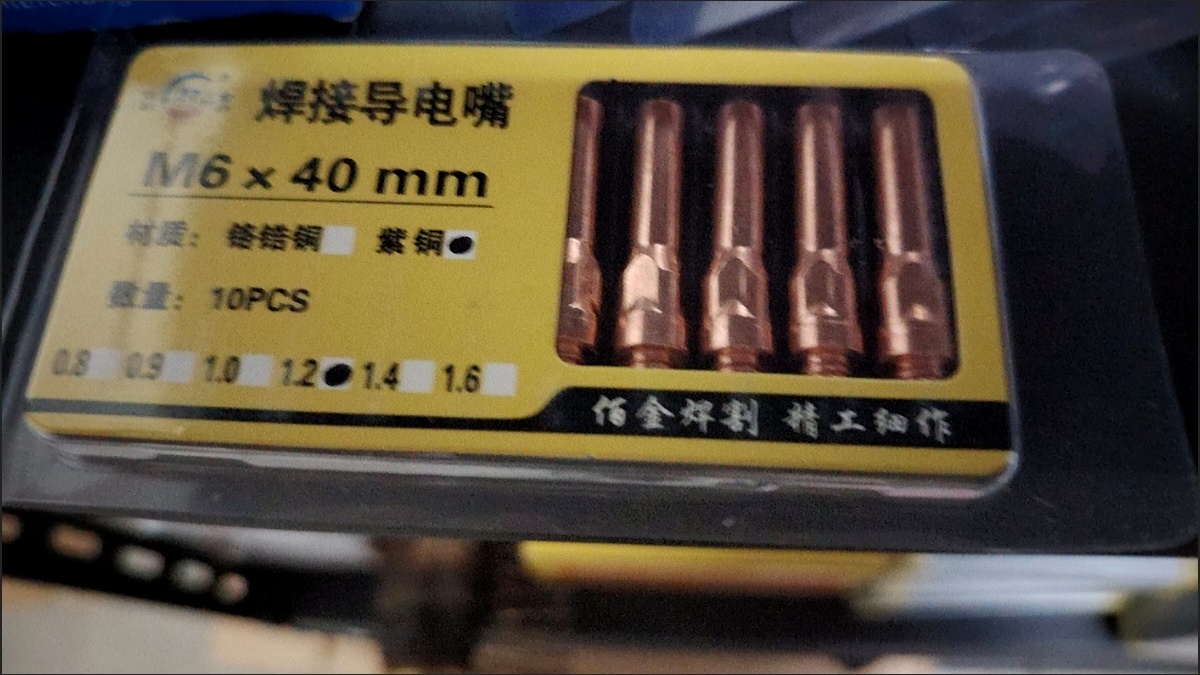 焊接导电嘴
M6 × 40 mm
材质: 铬锆铜 紫铜
数量: 10PCS
0.8 0.9 1.0 1.2 1.4 1.6
佰金焊割 精工细作